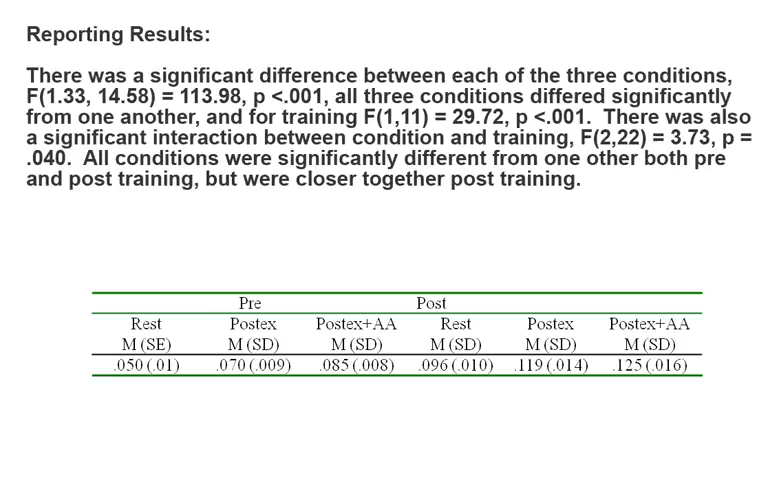 Reporting Results:
There was a significant difference between each of the three conditions,
F(1.33, 14.58) = 113.98, p <.001, all three conditions differed significantly
from one another, and for training F(1,11) = 29.72, p <.001.  There was also
a significant interaction between condition and training, F(2,22) = 3.73, p =
.040.  All conditions were significantly different from one other both pre
and post training, but were closer together post training.
Pre Post
Rest Postex Postex+AA Rest Postex Postex+AA
M (SE) M (SD) M (SD) M (SD) M (SD) M (SD)
.050 (.01) .070 (.009) .085 (.008) .096 (.010) .119 (.014) .125 (.016)